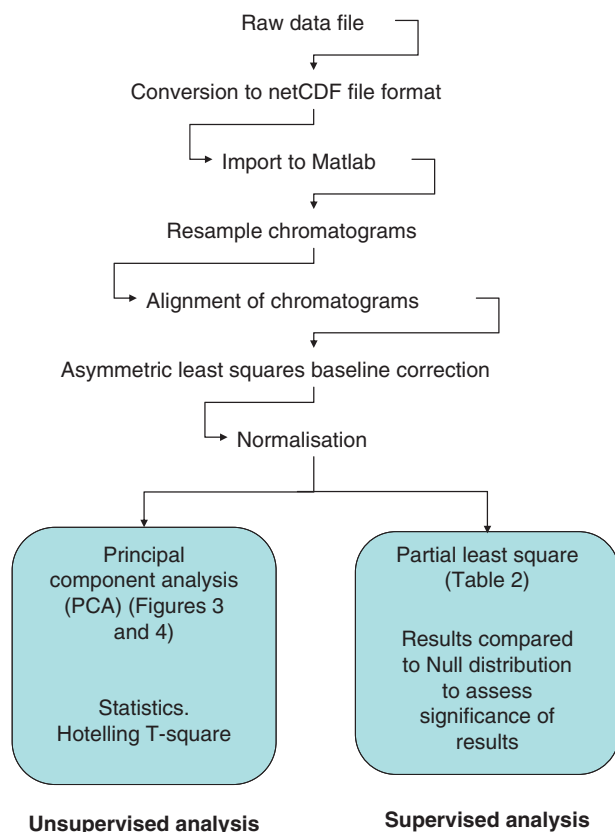 Raw data file
Conversion to netCDF file format
Import to Matlab
Resample chromatograms
Alignment of chromatograms
Asymmetric least squares baseline correction
Normalisation
Principal
component analysis
(PCA) (Figures 3
and 4)
Statistics.
Hotelling T-square
Partial least square
(Table 2)
Results compared
to Null distribution
to assess
significance of
results
Unsupervised analysis
Supervised analysis